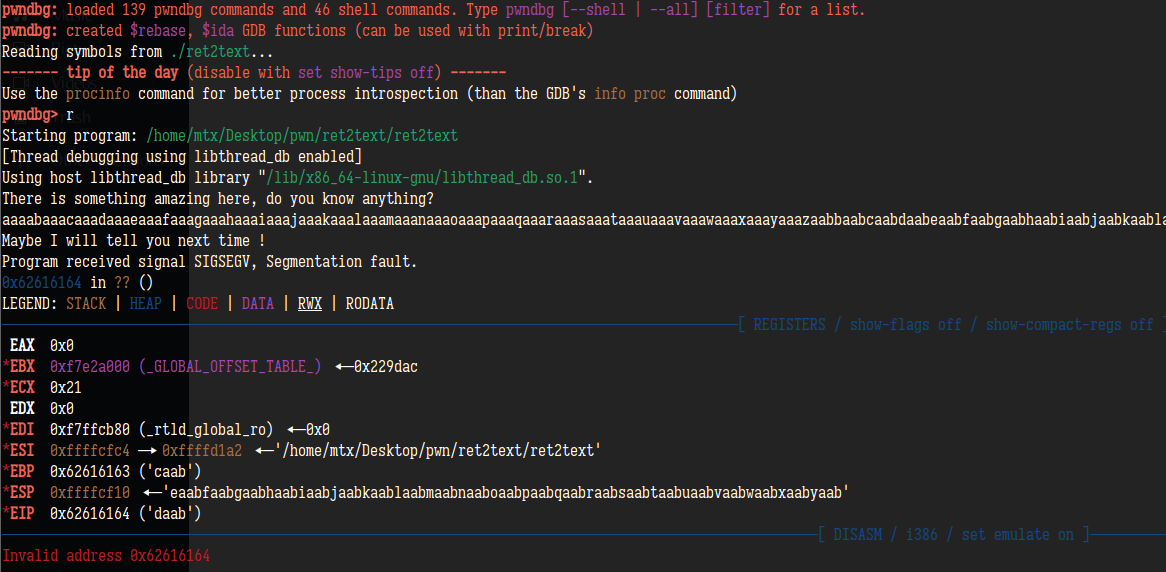 pwndbg: loaded 139 pwndbg commands and 46 shell commands. Type pwndbg [--shell | --all] [filter] for a list.
pwndbg: created $rebase, $ida GDB functions (can be used with print/break)
Reading symbols from ./ret2text...
------- tip of the day (disable with set show-tips off) -------
Use the procinfo command for better process introspection (than the GDB's info proc command)
pwndbg> r
Starting program: /home/mtx/Desktop/pwn/ret2text/ret2text
[Thread debugging using libthread_db enabled]
Using host libthread_db library "/lib/x86_64-linux-gnu/libthread_db.so.1".
There is something amazing here, do you know anything?
aaaabaaacaaadaaaeaaafaaagaaahaaaiaaajaaakaaalaaamaaanaaaoaaapaaaqaaaraaasaaataaauaaavaaawaaaxaaayaaazaabbaabcaabdaabeaabfaabgaabhaabiaabjaabkaabla
Maybe I will tell you next time !
Program received signal SIGSEGV, Segmentation fault.
0x62616164 in ?? ()
LEGEND: STACK | HEAP | CODE | DATA | RWX | RODATA
[ REGISTERS / show-flags off / show-compact-regs off ]
EAX 0x0
*EBX 0xf7e2a000 (_GLOBAL_OFFSET_TABLE_) ◂— 0x229dac
*ECX 0x21
EDX 0x0
*EDI 0xf7ffcb80 (_rtld_global_ro) ◂— 0x0
*ESI 0xffffcfc4 —▸ 0xffffd1a2 ◂— '/home/mtx/Desktop/pwn/ret2text/ret2text'
*EBP 0x62616163 ('caab')
*ESP 0xffffcf10 ◂— 'eaabfaabgaabhaabiaabjaabkaablaabmaabnaaboaabpaabqaabraabsaabtaabuaabvaabwaabxaabyaab'
*EIP 0x62616164 ('daab')
[ DISASM / i386 / set emulate on ]
Invalid address 0x62616164